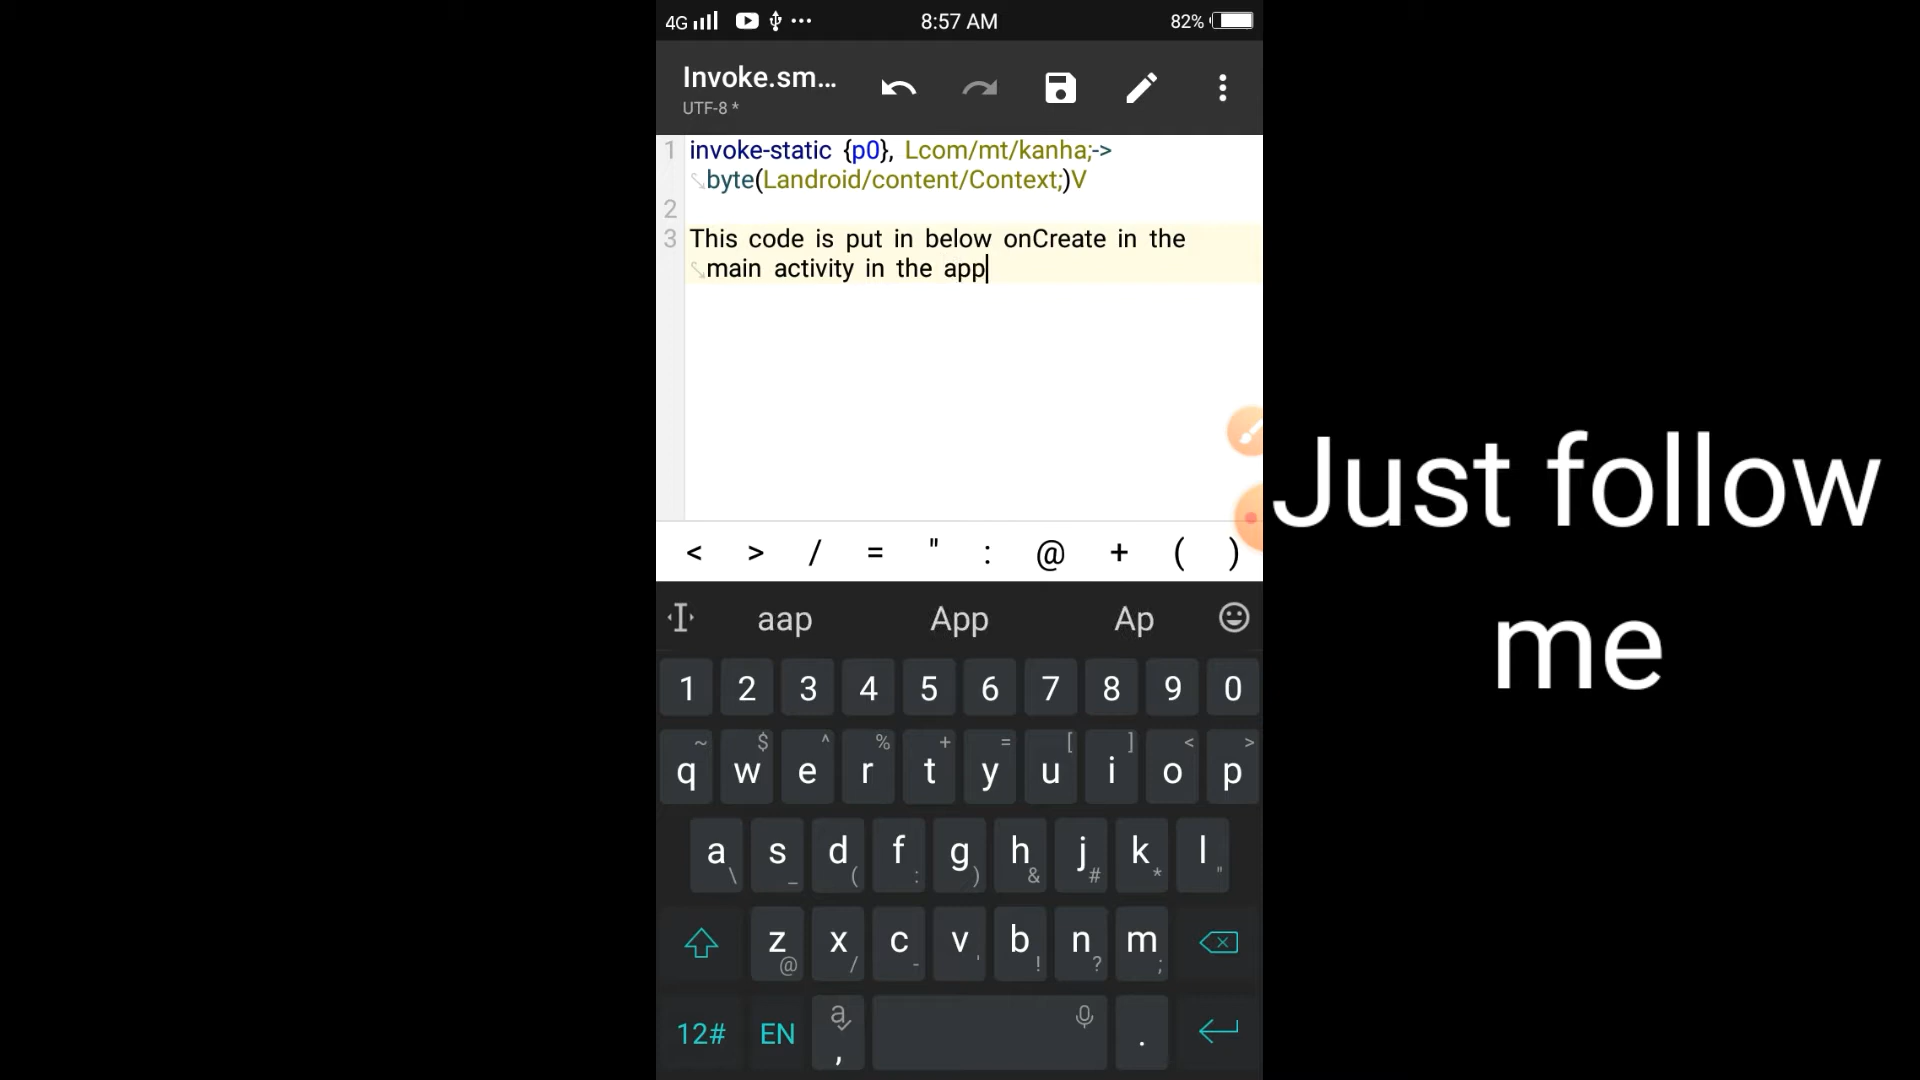 4G 8:57 AM 82%
Invoke.sm...
UTF-8 *
1 invoke-static {p0}, Lcom/mt/kanha;->
byte(Landroid/content/Context;)V
2
3 This code is put in below onCreate in the
main activity in the app
Just follow
me
< > / = " : @ + ( )
aap App Ap
1 2 3 4 5 6 7 8 9 0
~ $ ^ % + = [ ] < >
q w e r t y u i o p
a s d f g h j k l
\ _ ( : ) & # * "
z x c v b n m
@ / - ' ! ? ;
12# EN a , .